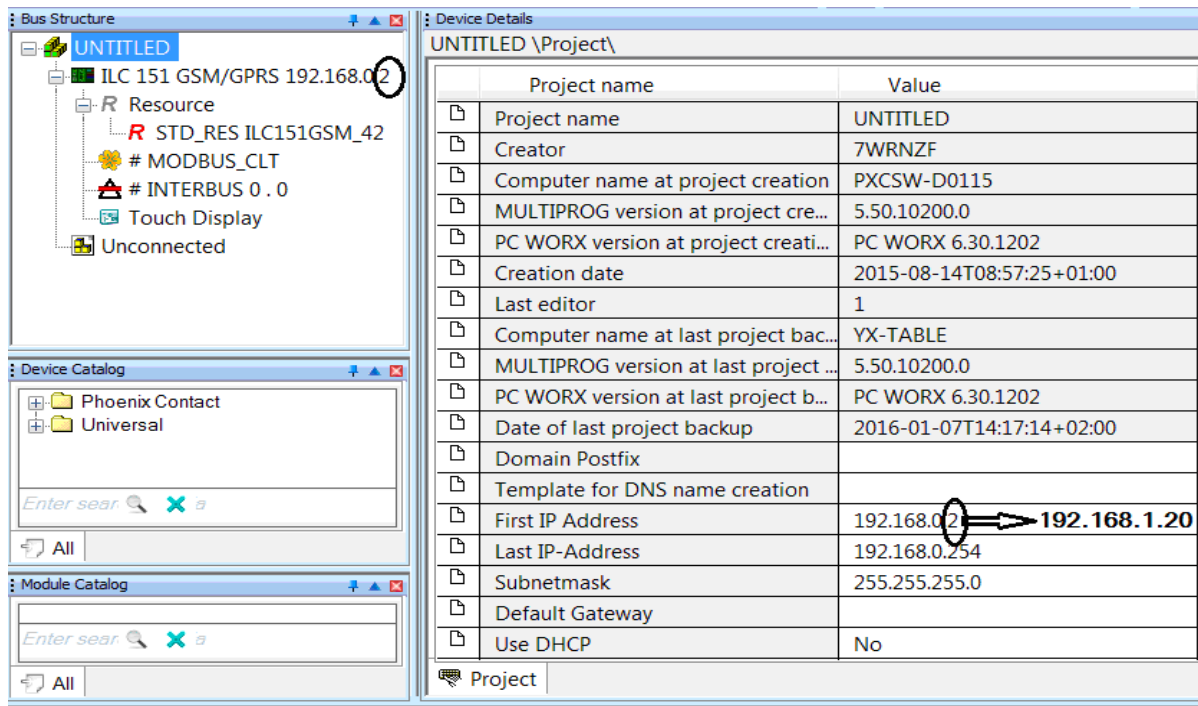 Bus Structure
UNTITLED
ILC 151 GSM/GPRS 192.168.0.2
R Resource
R STD_RES ILC151GSM_42
# MODBUS_CLT
# INTERBUS 0 . 0
Touch Display
Unconnected
Device Catalog
Phoenix Contact
Universal
Enter sear
All
Module Catalog
Enter sear
All
Device Details
UNTITLED \Project\
Project name Value
Project name UNTITLED
Creator 7WRNZF
Computer name at project creation PXCSW-D0115
MULTIPROG version at project cre... 5.50.10200.0
PC WORX version at project creati... PC WORX 6.30.1202
Creation date 2015-08-14T08:57:25+01:00
Last editor 1
Computer name at last project bac... YX-TABLE
MULTIPROG version at last project ... 5.50.10200.0
PC WORX version at last project b... PC WORX 6.30.1202
Date of last project backup 2016-01-07T14:17:14+02:00
Domain Postfix
Template for DNS name creation
First IP Address 192.168.0.2 192.168.1.20
Last IP-Address 192.168.0.254
Subnetmask 255.255.255.0
Default Gateway
Use DHCP No
Project